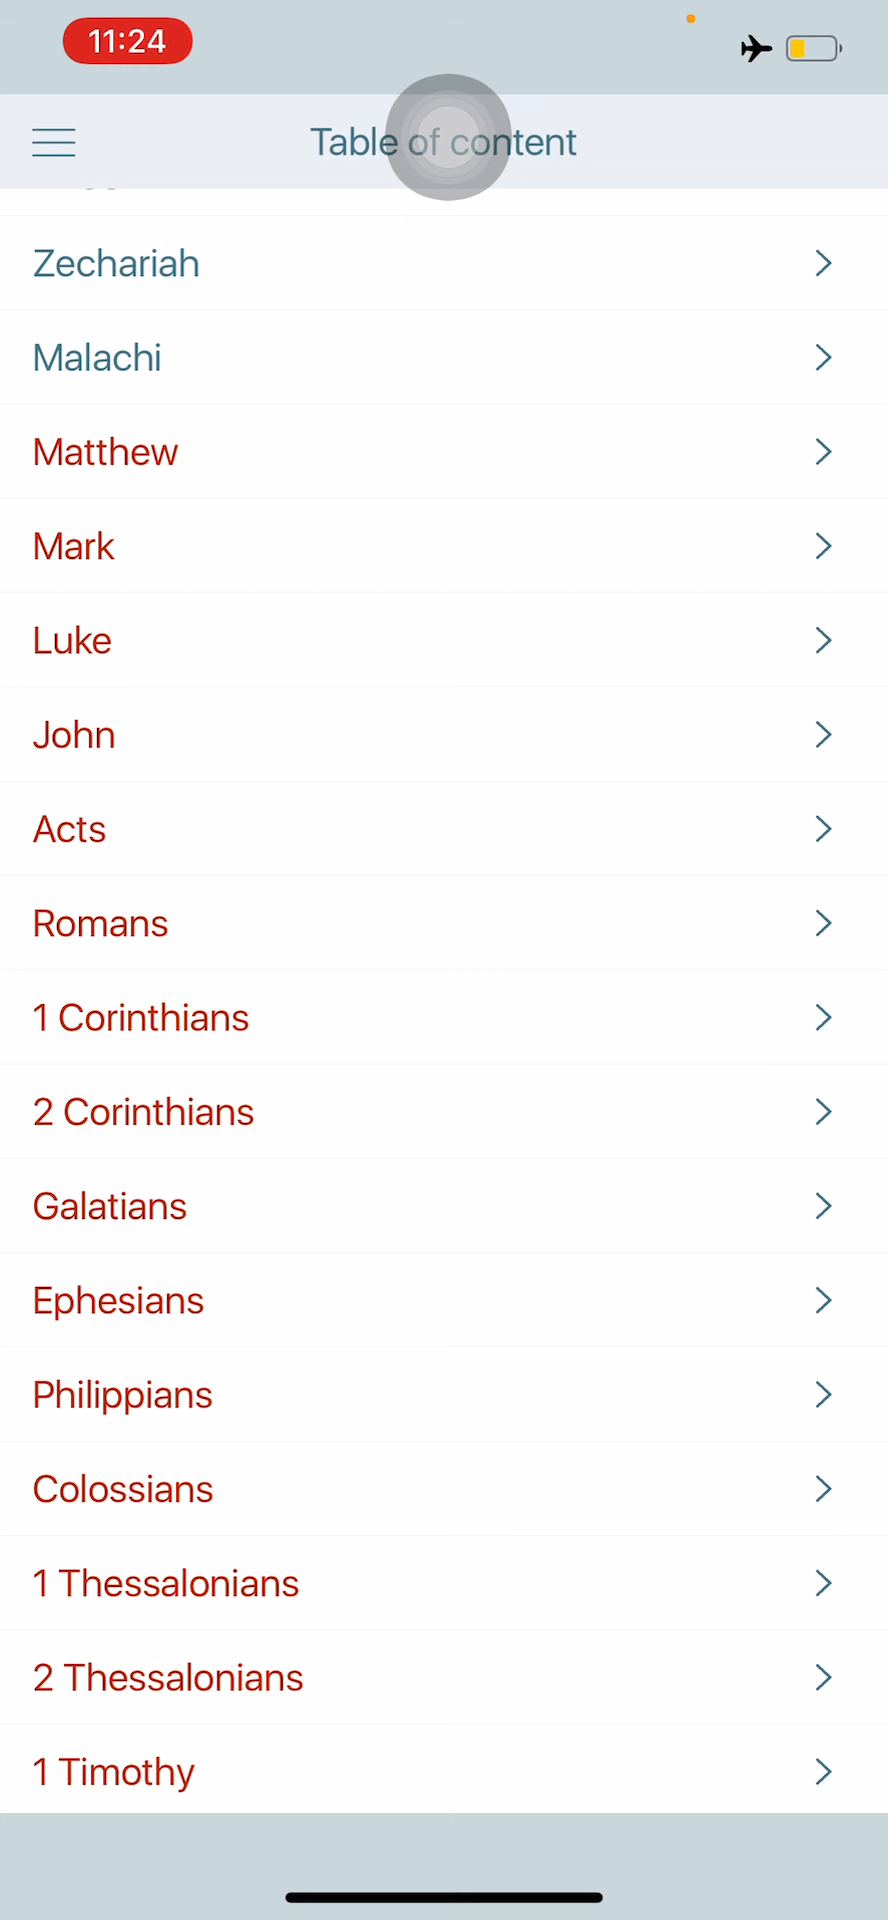 11:24
Table of content
Zechariah
Malachi
Matthew
Mark
Luke
John
Acts
Romans
1 Corinthians
2 Corinthians
Galatians
Ephesians
Philippians
Colossians
1 Thessalonians
2 Thessalonians
1 Timothy